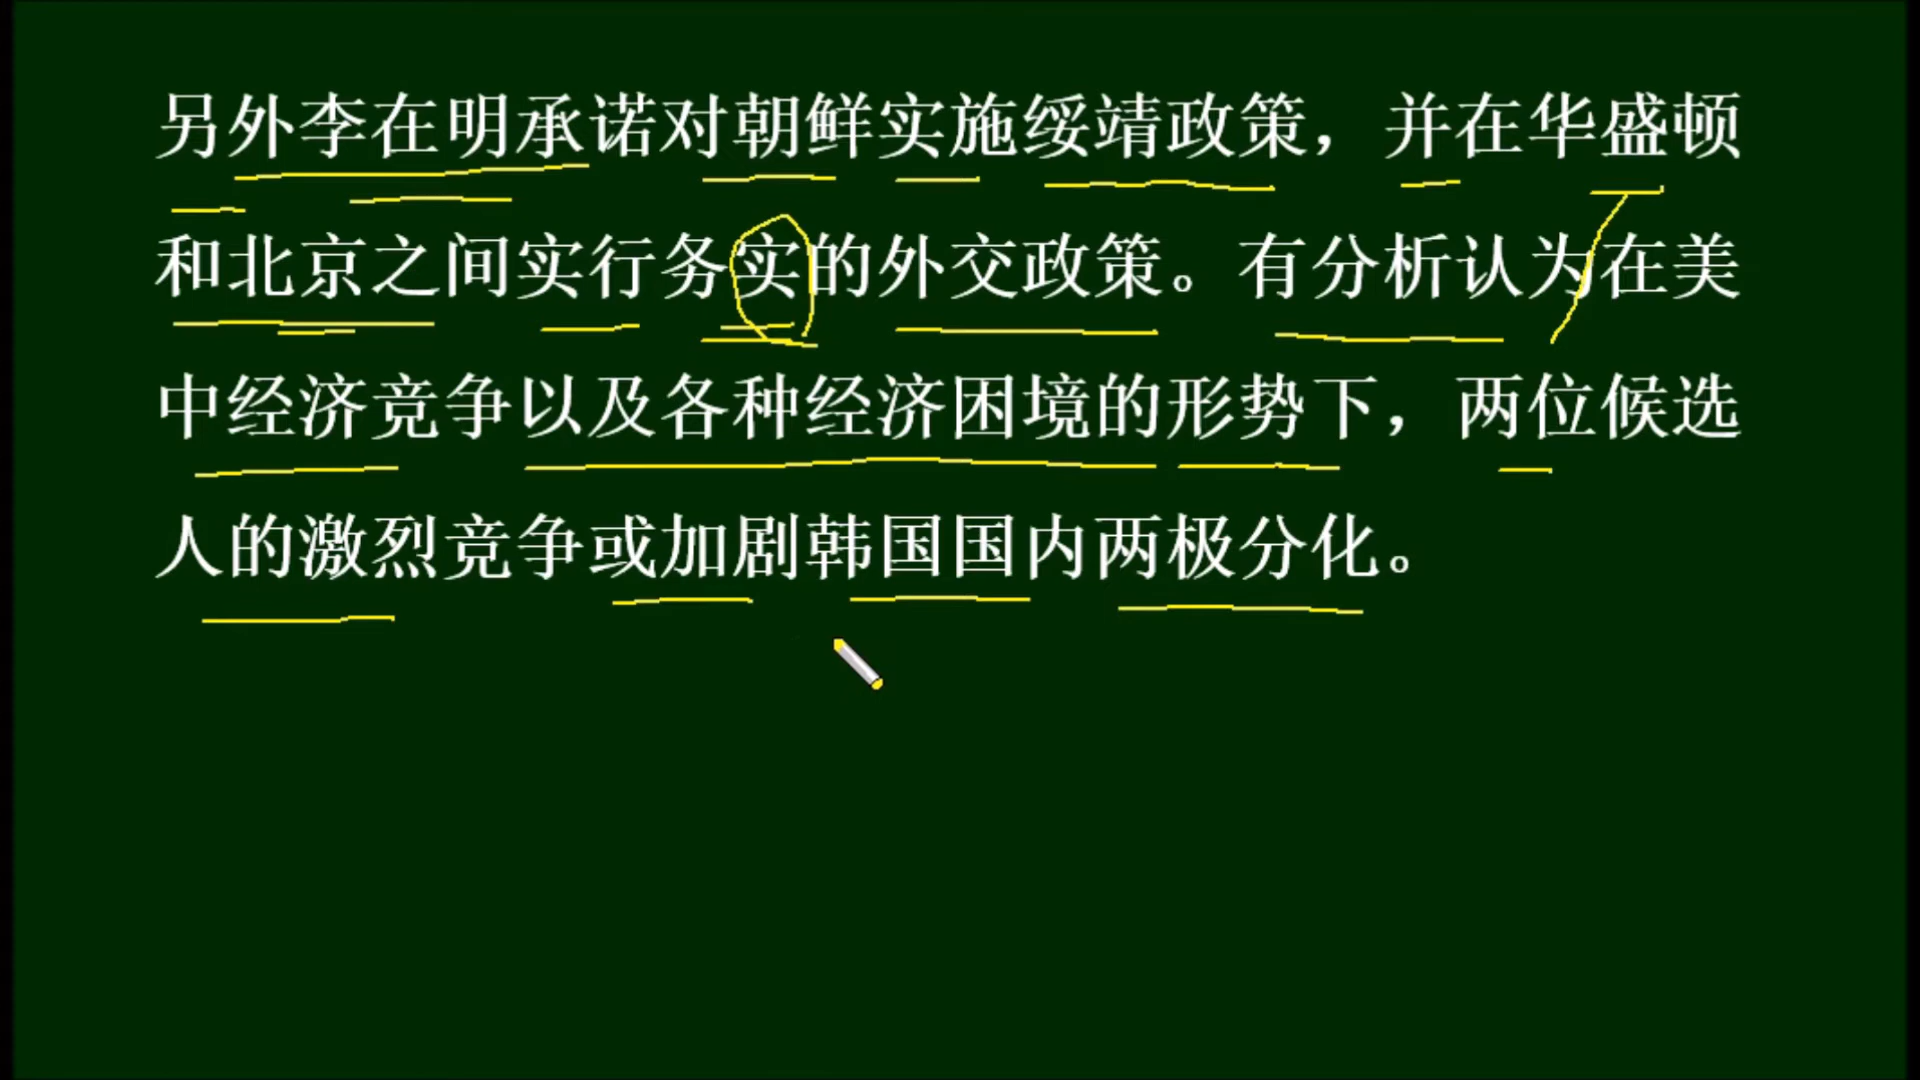 另外李在明承诺对朝鲜实施绥靖政策，并在华盛顿
和北京之间实行务实的外交政策。有分析认为在美
中经济竞争以及各种经济困境的形势下，两位候选
人的激烈竞争或加剧韩国国内两极分化。